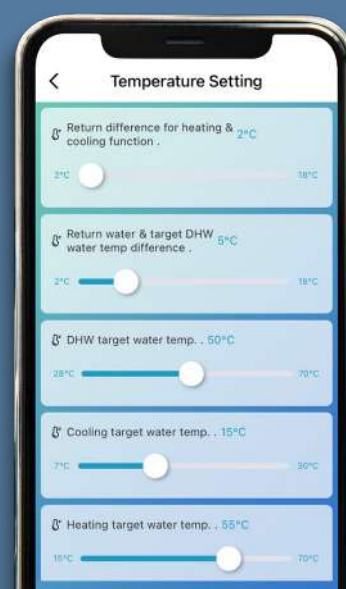 Temperature Setting
Return difference for heating & 2°C
cooling function .
2°C 18°C
Return water & target DHW 5°C
water temp difference .
2°C 18°C
DHW target water temp. . 50°C
28°C 70°C
Cooling target water temp. . 15°C
7°C 30°C
Heating target water temp. . 55°C
15°C 70°C